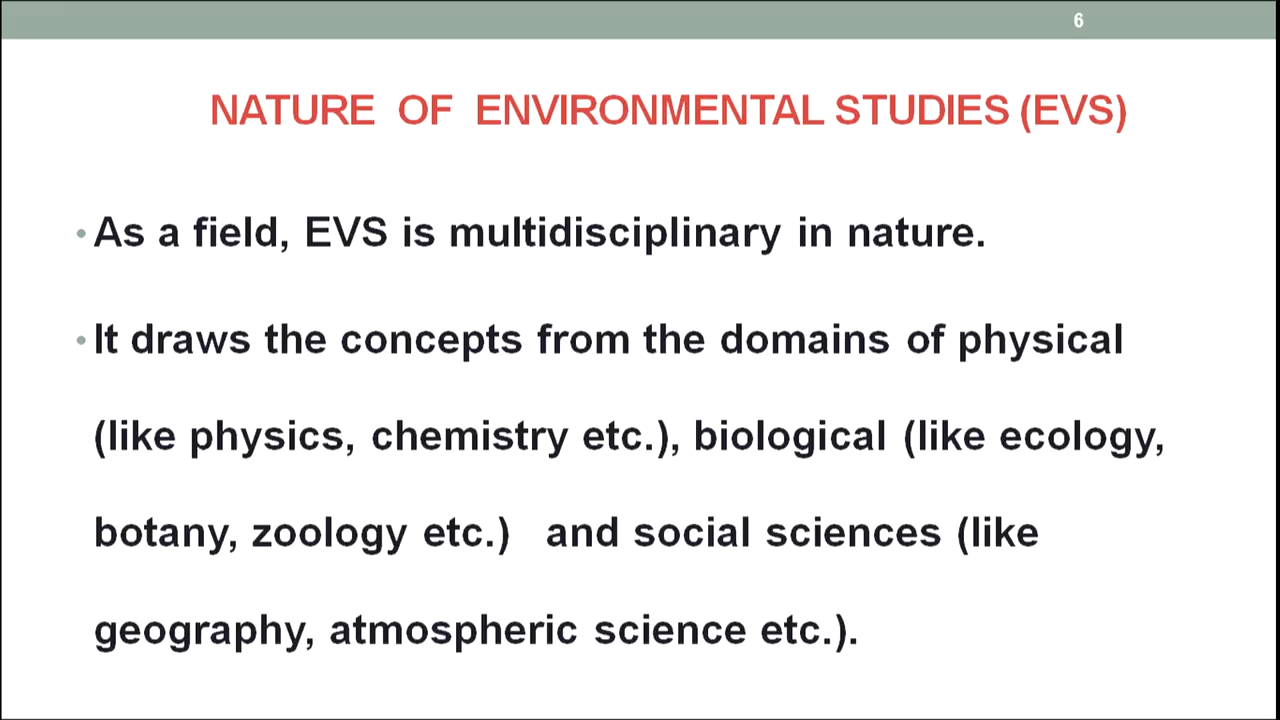 6
NATURE OF ENVIRONMENTAL STUDIES (EVS)
• As a field, EVS is multidisciplinary in nature.
• It draws the concepts from the domains of physical
(like physics, chemistry etc.), biological (like ecology,
botany, zoology etc.) and social sciences (like
geography, atmospheric science etc.).